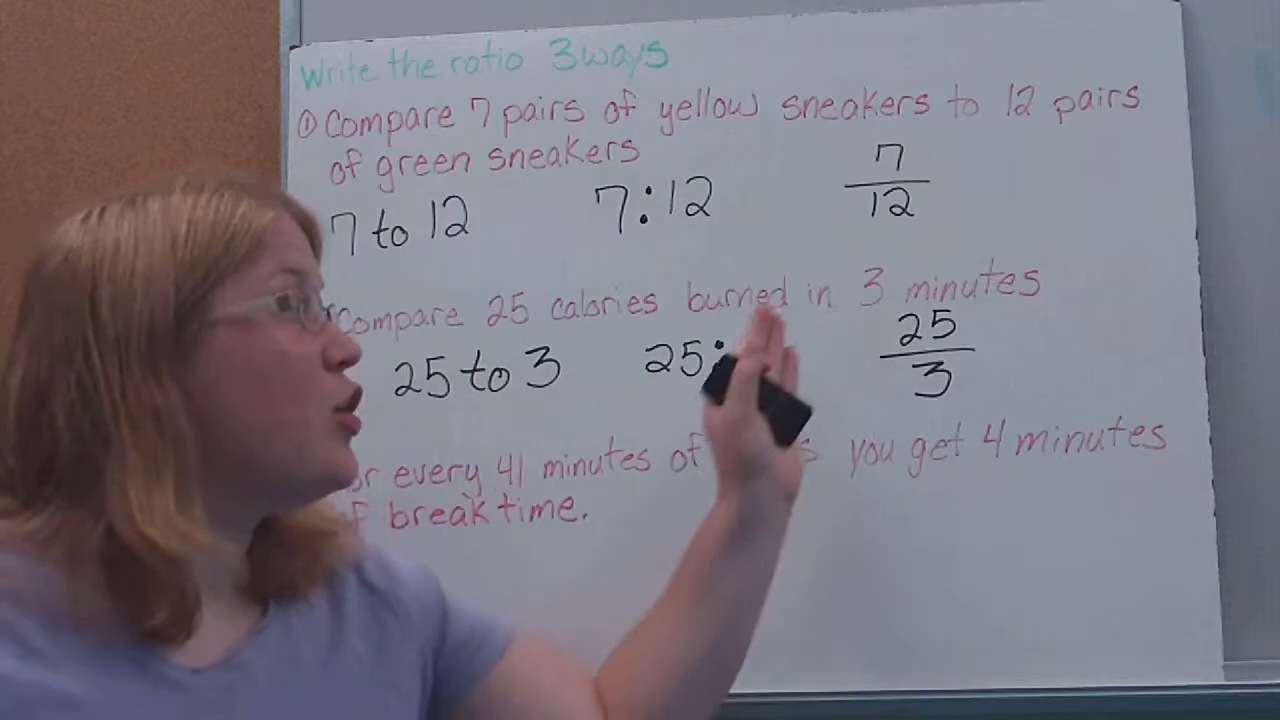 Write the ratio 3 ways
① Compare 7 pairs of yellow sneakers to 12 pairs
of green sneakers
7 to 12 7:12 7/12
Compare 25 calories burned in 3 minutes
25 to 3 25: 25/3
every 41 minutes of you get 4 minutes
break time.